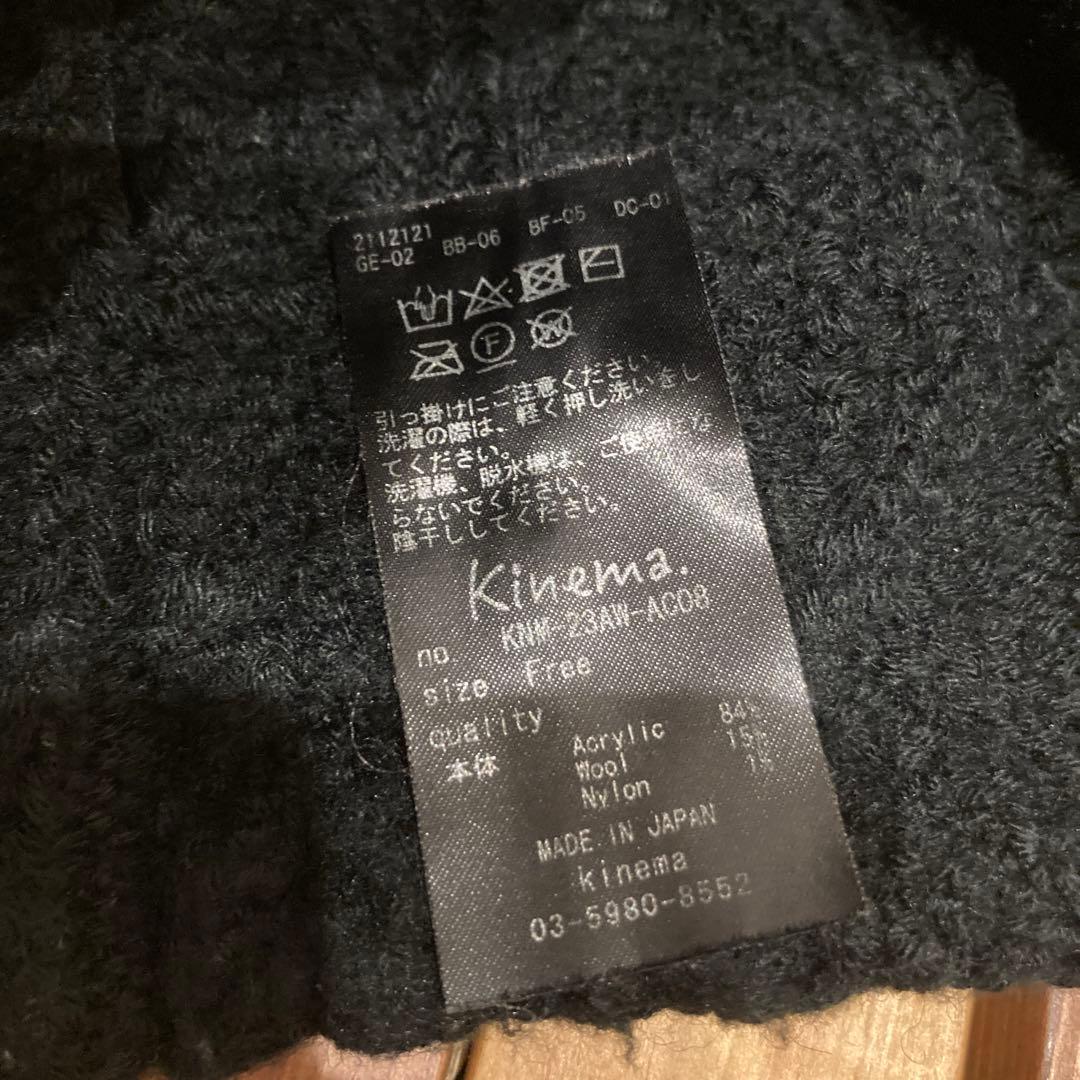 2112121
GE-02 BB-06 BF-05 DC-01
F
W
引っ掛けにご注意ください。
洗濯の際は、軽く押し洗いをし
てください。
洗濯機、脱水機は、ご使用にな
らないでください。
陰干ししてください。
Kinema.
no. KNW-23AW-AC08
size Free
quality
本体 Acrylic 84%
Wool 15%
Nylon 1%
MADE IN JAPAN
kinema
03-5980-8552